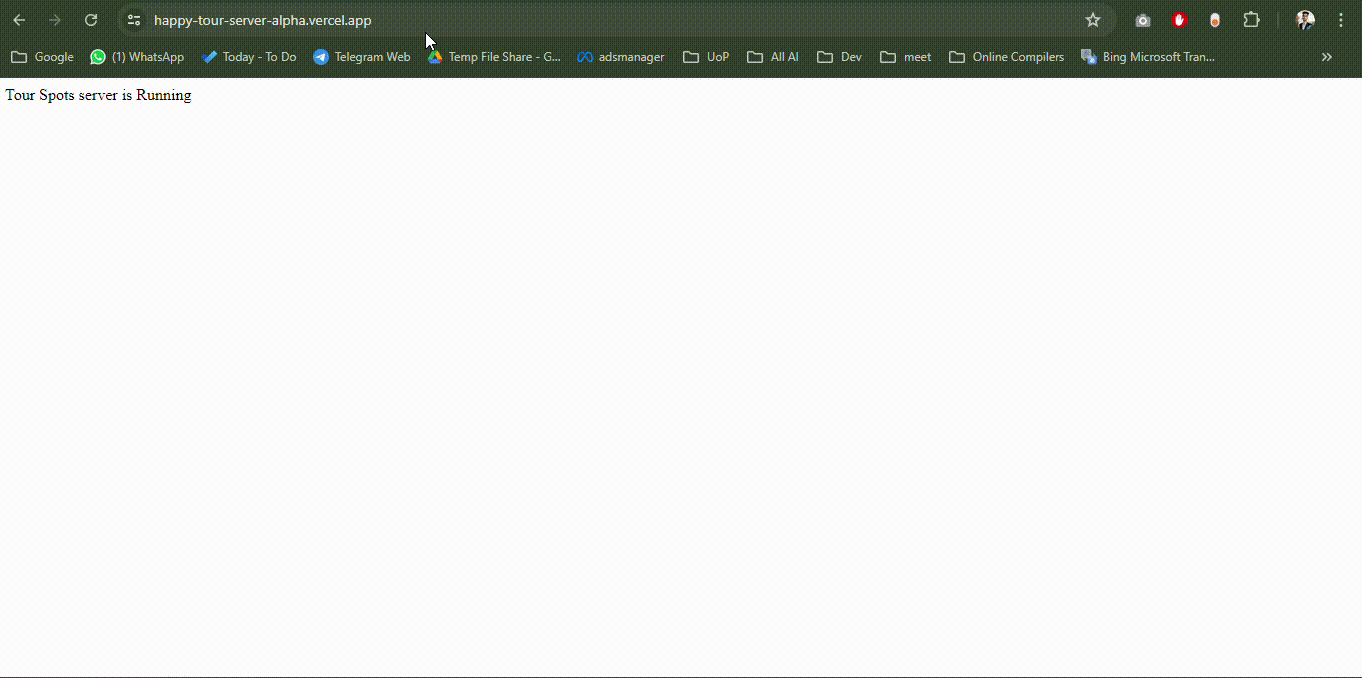 happy-tour-server-alpha.vercel.app
Google (1) WhatsApp Today - To Do Telegram Web Temp File Share - G... adsmanager UoP All AI Dev meet Online Compilers Bing Microsoft Tran...
Tour Spots server is Running